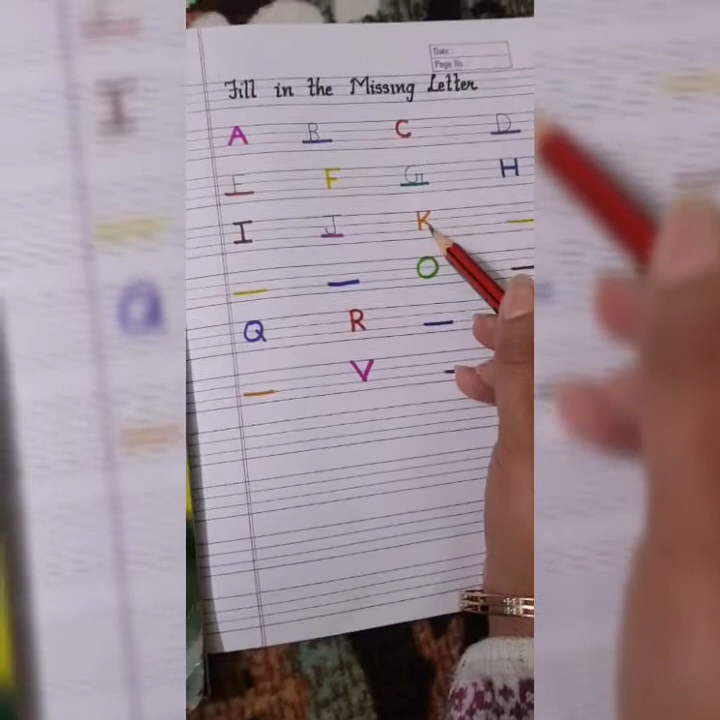 Date :
Page No. :
Fill in the Missing Letter
A B C D
E F G H
I J K _
_ _ O _
Q R _
_ V _